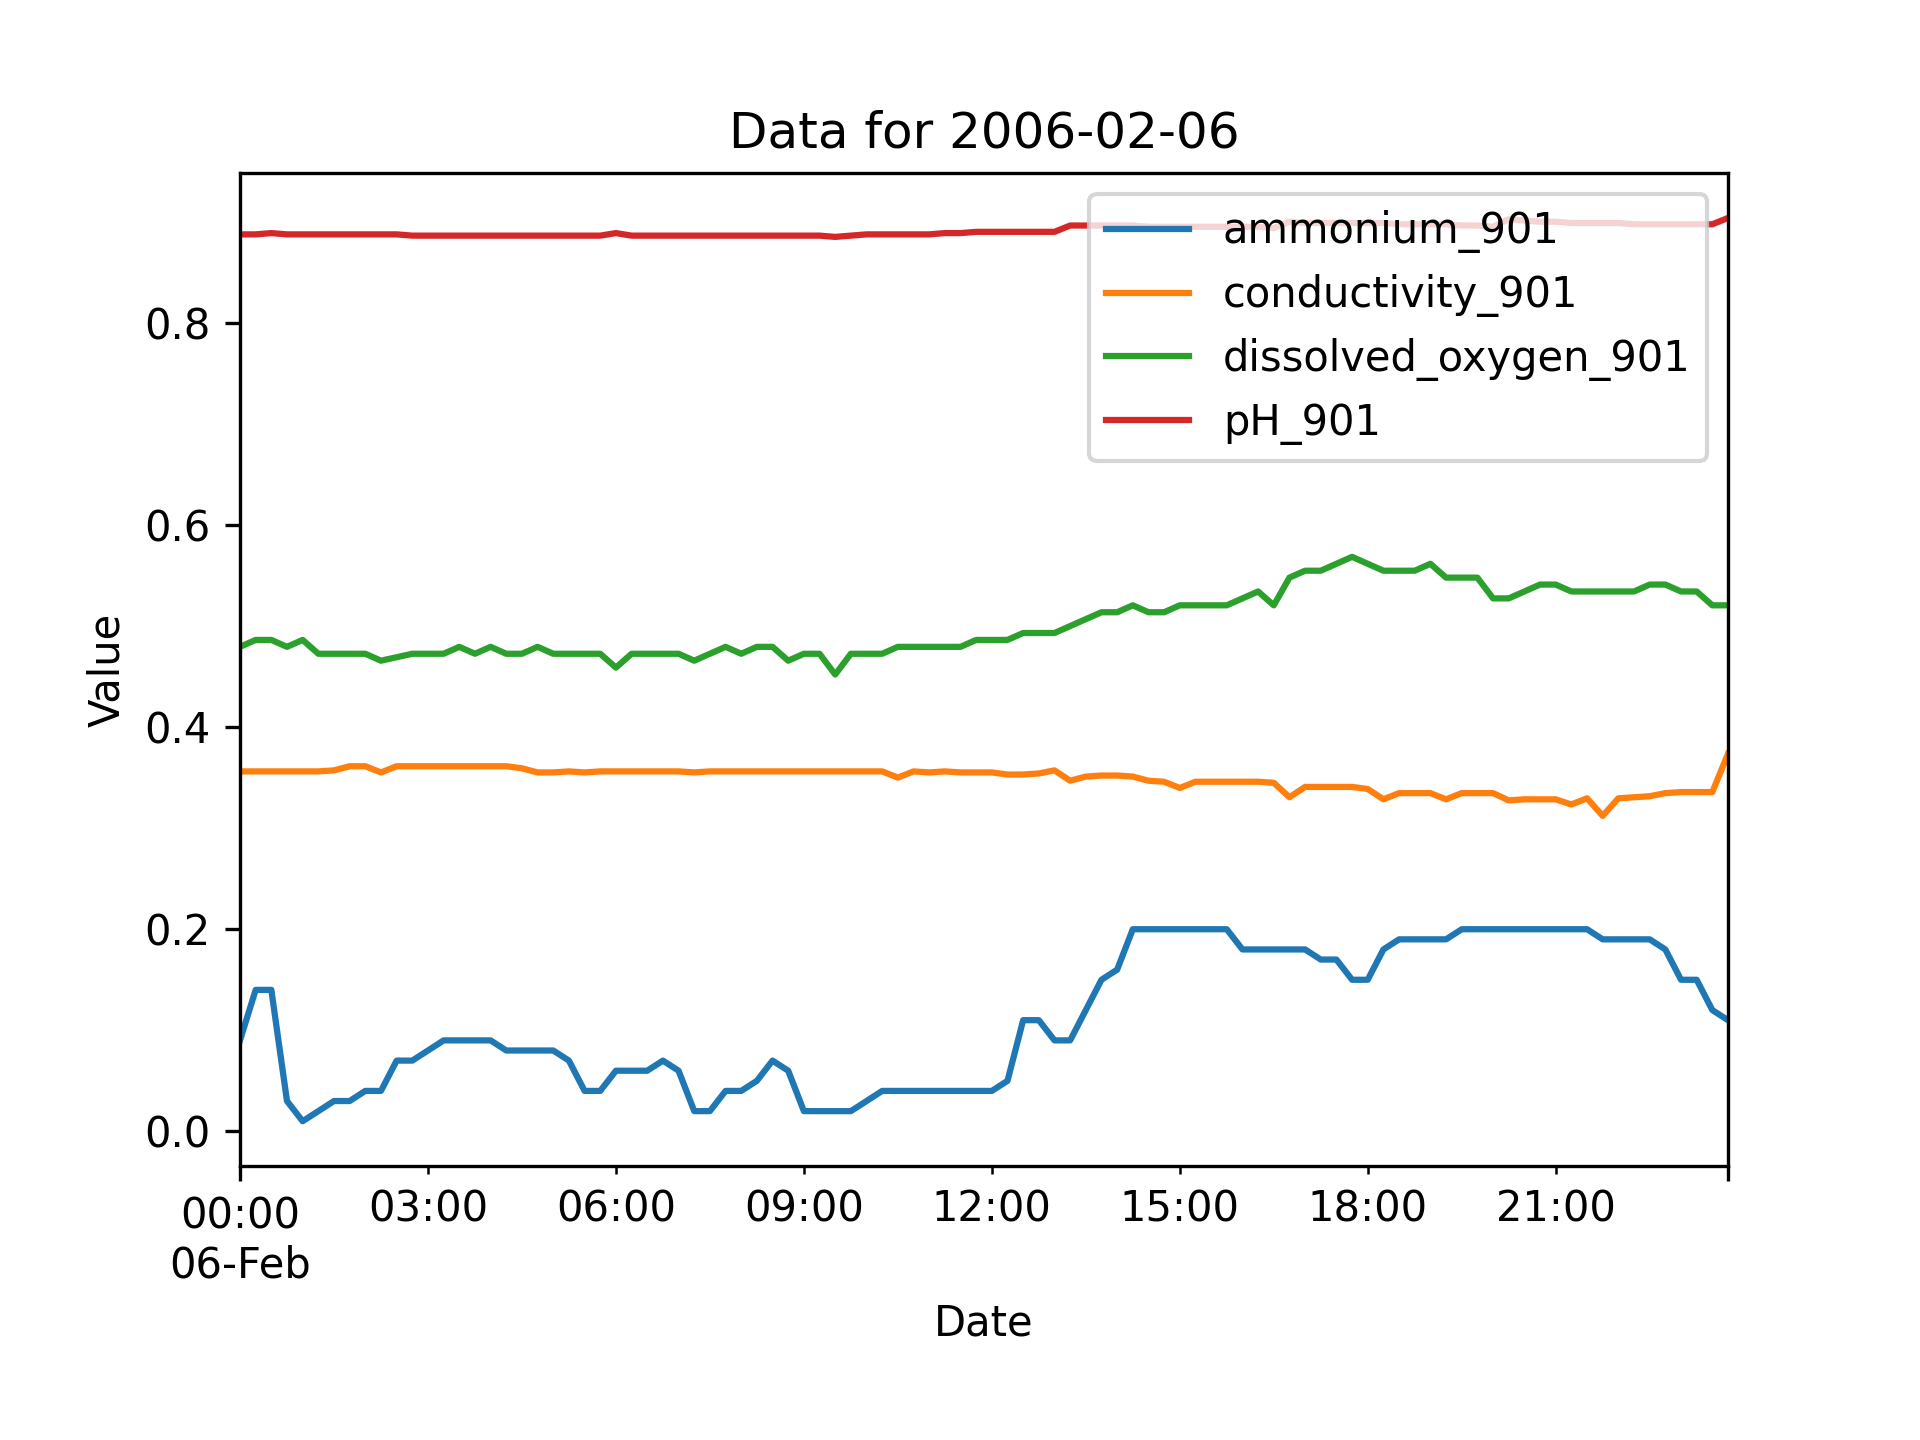 Data for 2006-02-06
ammonium_901
conductivity_901
dissolved_oxygen_901
pH_901
Value
0.8
0.6
0.4
0.2
0.0
00:00 03:00 06:00 09:00 12:00 15:00 18:00 21:00
06-Feb
Date